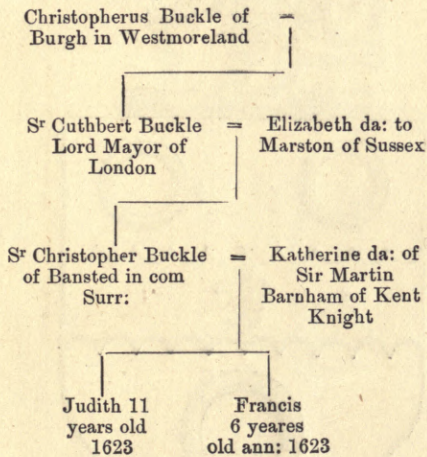 Christopherus Buckle of =
Burgh in Westmoreland
Sr Cuthbert Buckle = Elizabeth da: to
Lord Mayor of Marston of Sussex
London
Sr Christopher Buckle = Katherine da: of
of Bansted in com Sir Martin
Surr: Barnham of Kent
Knight
Judith 11 Francis
years old 6 yeares
1623 old ann: 1623